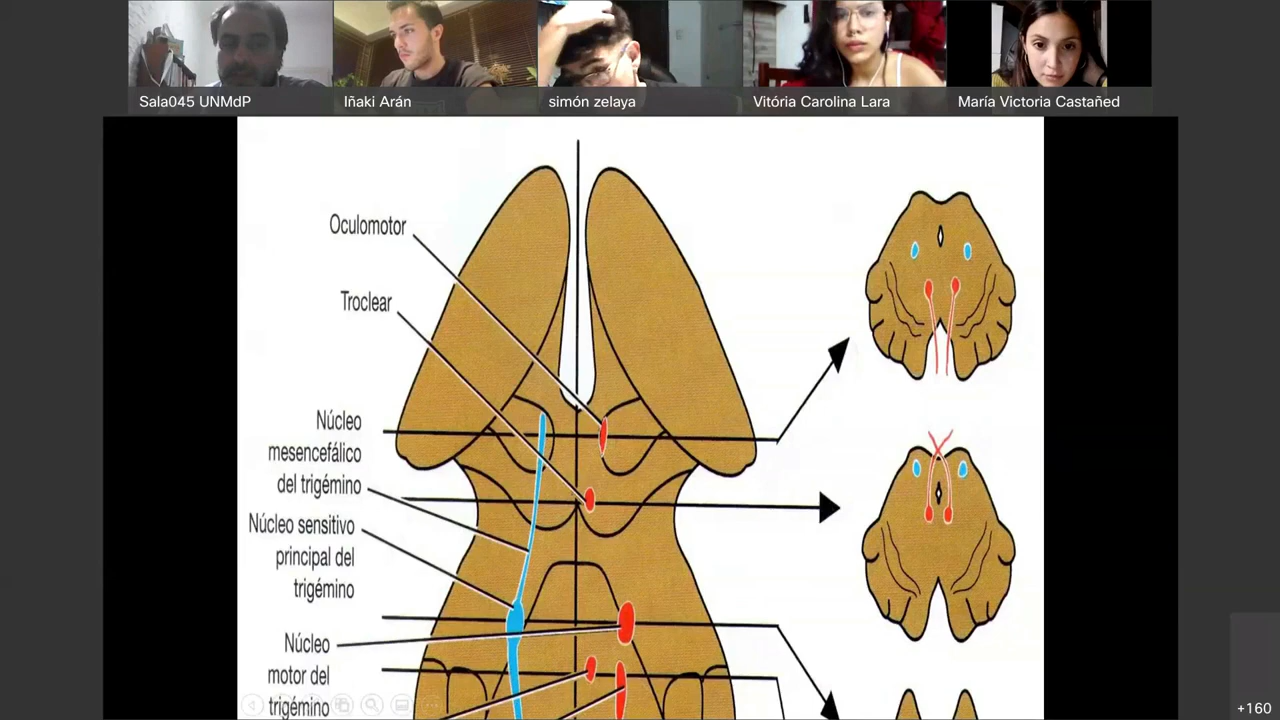 Sala045 UNMdP
Iñaki Arán
simón zelaya
Vitória Carolina Lara
María Victoria Castañed
Oculomotor
Troclear
Núcleo
mesencefálico
del trigémino
Núcleo sensitivo
principal del
trigémino
Núcleo
motor del
trigémino
+160